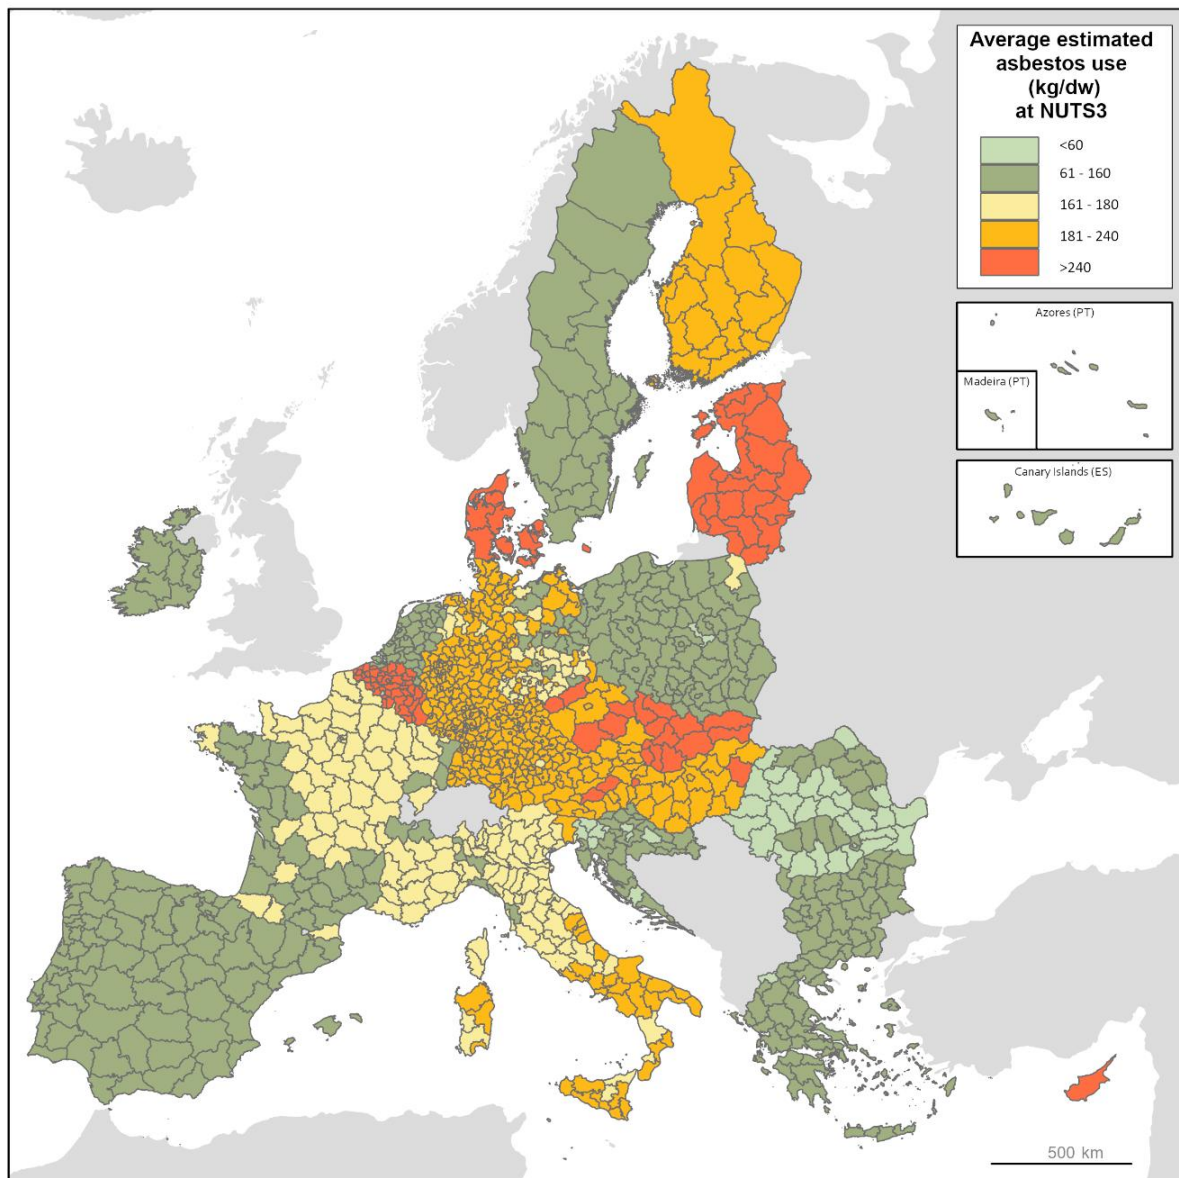 Average estimated
asbestos use
(kg/dw)
at NUTS3
<60
61 - 160
161 - 180
181 - 240
>240
Azores (PT)
Madeira (PT)
Canary Islands (ES)
500 km